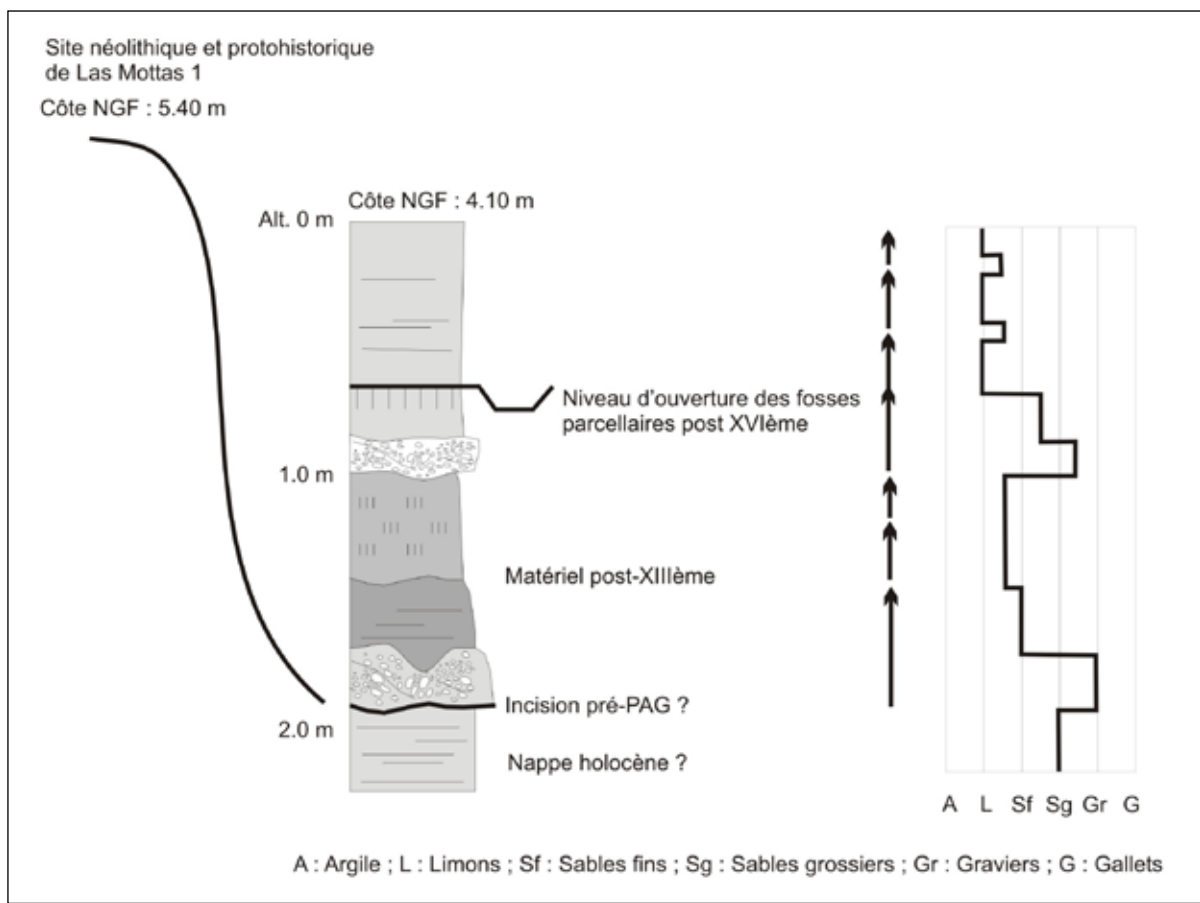 Site néolithique et protohistorique
de Las Mottas 1
Côte NGF : 5.40 m
Côte NGF : 4.10 m
Alt. 0 m
Niveau d'ouverture des fosses
parcellaires post XVIème
1.0 m
Matériel post-XIIIème
Incision pré-PAG ?
2.0 m
Nappe holocène ?
A L Sf Sg Gr G
A : Argile ; L : Limons ; Sf : Sables fins ; Sg : Sables grossiers ; Gr : Graviers ; G : Gallets